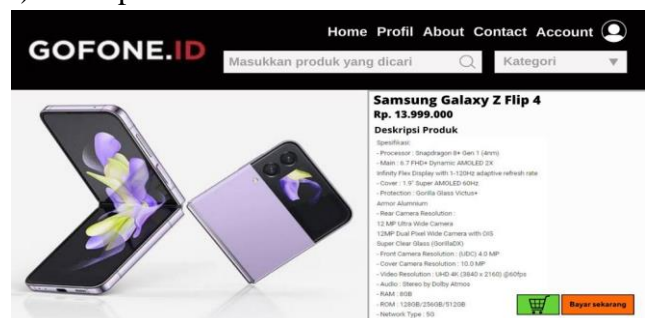 Home Profil About Contact Account
GOFONE.ID
Masukkan produk yang dicari
Kategori
Samsung Galaxy Z Flip 4
Rp. 13.999.000
Deskripsi Produk
Spesifikasi:
- Processor : Snapdragon 8+ Gen 1 (4nm)
- Main : 6.7 FHD+ Dynamic AMOLED 2X
Infinity Flex Display with 1-120Hz adaptive refresh rate
- Cover : 1,9" Super AMOLED 60Hz
- Protection : Gorilla Glass Victus+
Armor Alumnium
- Rear Camera Resolution :
12 MP Ultra Wide Camera
12MP Dual Pixel Wide Camera with OIS
Super Clear Glass (GorillaDX)
- Front Camera Resolution : (UDC) 4.0 MP
- Cover Camera Resolution : 10.0 MP
- Video Resolution : UHD 4K (3840 x 2160) @60fps
- Audio : Stereo by Dolby Atmos
- RAM : 8GB
- ROM : 128GB/256GB/512GB
- Network Type : 5G
Bayar sekarang